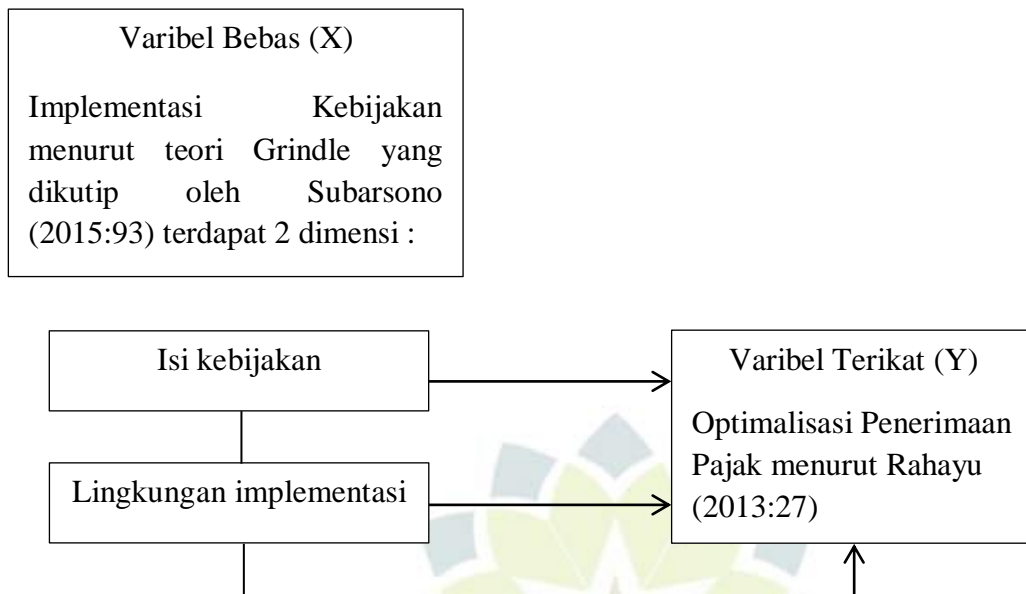 Varibel Bebas (X)
Implementasi Kebijakan
menurut teori Grindle yang
dikutip oleh Subarsono
(2015:93) terdapat 2 dimensi :
Isi kebijakan
Lingkungan implementasi
Varibel Terikat (Y)
Optimalisasi Penerimaan
Pajak menurut Rahayu
(2013:27)